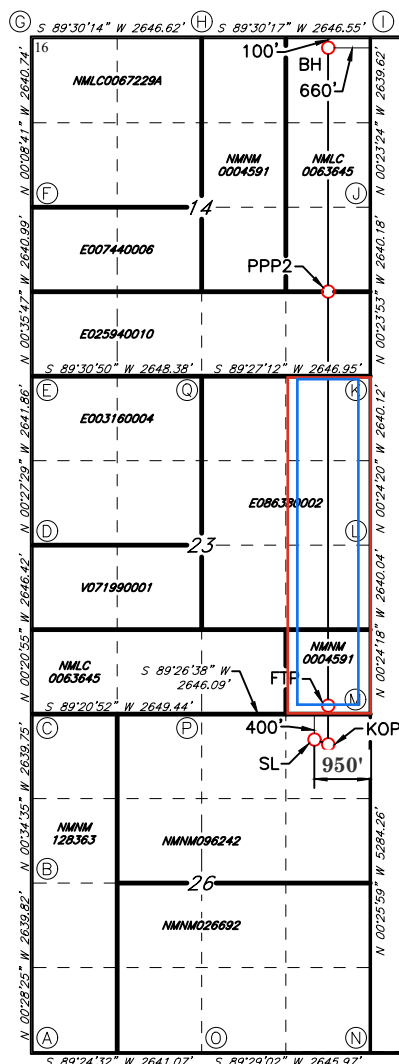 G
S 89°30'14" W 2646.62'
H
S 89°30'17" W 2646.55'
I
16
100'
BH
660'
N 00°08'41" W 2640.74'
NMLC0067229A
NMNM
0004591
NMLC
0063645
N 00°23'24" W 2639.62'
F
14
J
N 00°35'47" W 2640.99'
E007440006
PPP2
N 00°23'53" W 2640.18'
E025940010
S 89°30'50" W 2648.38'
S 89°27'12" W 2646.95'
E
Q
K
N 00°27'29" W 2641.86'
E003160004
N 00°24'20" W 2640.12'
E086380002
D
23
L
N 00°20'55" W 2646.42'
V071990001
N 00°24'18" W 2640.04'
NMLC
0063645
S 89°26'38" W
2646.09'
NMNM
0004591
FTP
M
S 89°20'52" W 2649.44'
C
P
400'
KOP
SL
950'
N 00°34'35" W 2639.75'
NMNM
128363
NMNM096242
N 00°25'59" W 5284.26'
B
26
N 00°28'25" W 2639.82'
NMNM026692
A
O
N
S 89°24'32" W 2641.07'
S 89°29'02" W 2645.97'